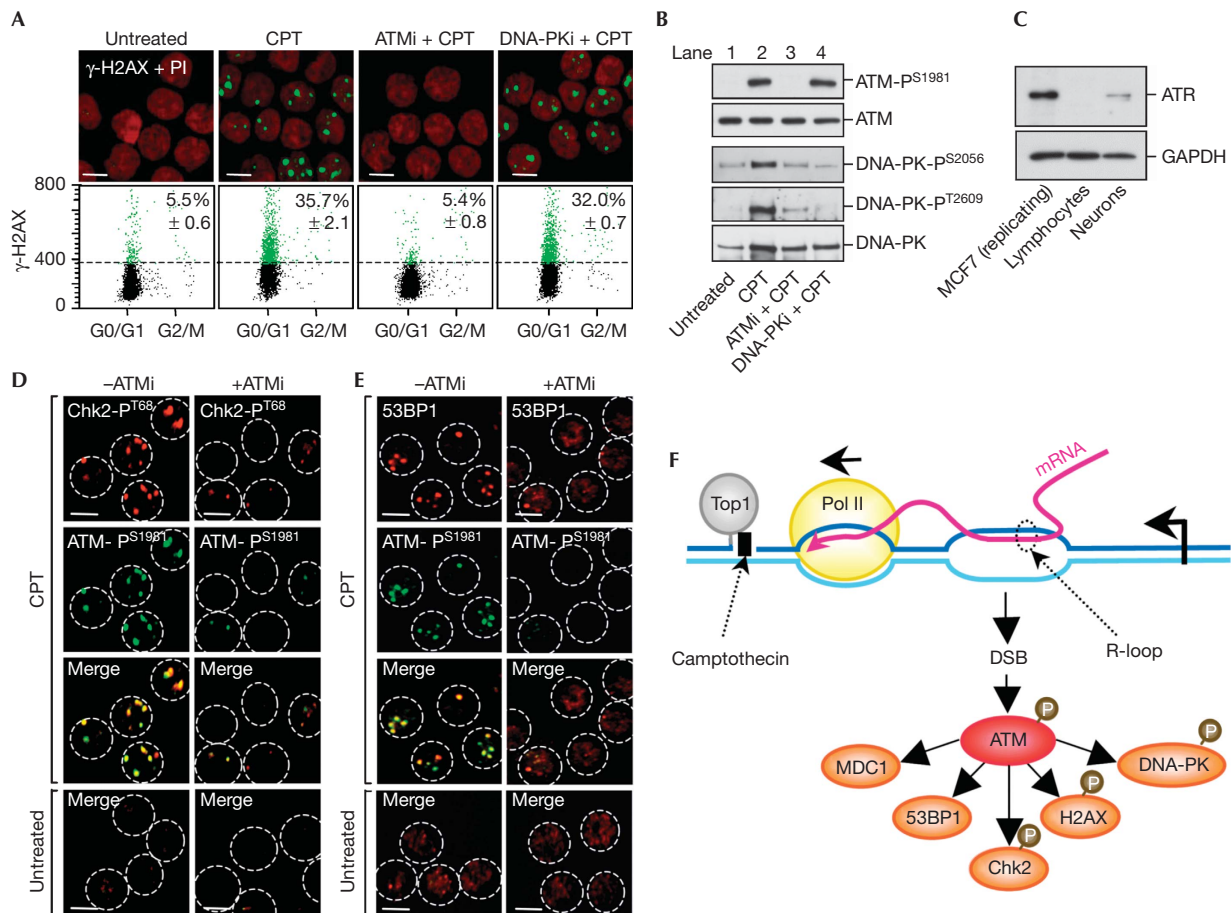 A
Untreated
CPT
ATMi + CPT
DNA-PKi + CPT
γ-H2AX + PI
γ-H2AX
800
400
0
5.5%
± 0.6
35.7%
± 2.1
5.4%
± 0.8
32.0%
± 0.7
G0/G1 G2/M
G0/G1 G2/M
G0/G1 G2/M
G0/G1 G2/M
B
Lane 1 2 3 4
ATM-P^S1981
ATM
DNA-PK-P^S2056
DNA-PK-P^T2609
DNA-PK
Untreated
CPT
ATMi + CPT
DNA-PKi + CPT
C
ATR
GAPDH
MCF7 (replicating)
Lymphocytes
Neurons
D
–ATMi
+ATMi
CPT
Chk2-P^T68
Chk2-P^T68
ATM- P^S1981
ATM- P^S1981
Merge
Merge
Untreated
Merge
Merge
E
–ATMi
+ATMi
CPT
53BP1
53BP1
ATM- P^S1981
ATM- P^S1981
Merge
Merge
Untreated
Merge
Merge
F
mRNA
Top1
Pol II
Camptothecin
R-loop
DSB
P
ATM
P
MDC1
DNA-PK
P
53BP1
H2AX
P
Chk2